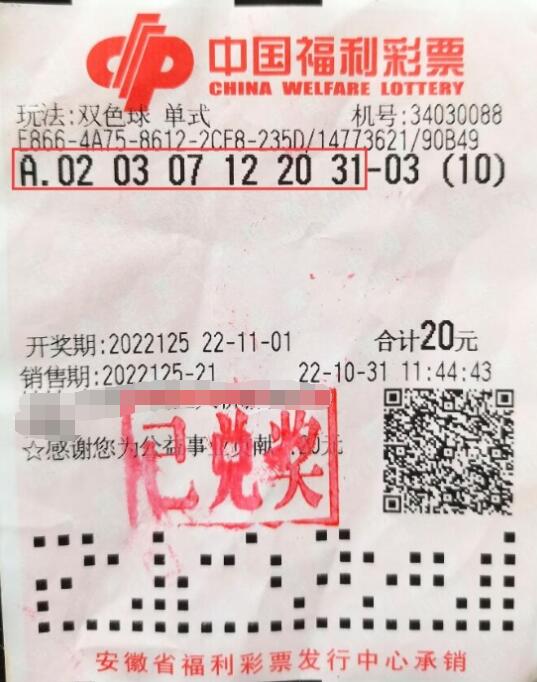 中国福利彩票
CHINA WELFARE LOTTERY
玩法:双色球 单式 机号:34030088
E866-4A75-8612-2CF8-235D/14773621/90B49
A.02 03 07 12 20 31-03 (10)
开奖期:2022125 22-11-01 合计20元
销售期:2022125-21 22-10-31 11:44:43
☆感谢您为公益事业贡献 .20元
已兑奖
安徽省福利彩票发行中心承销